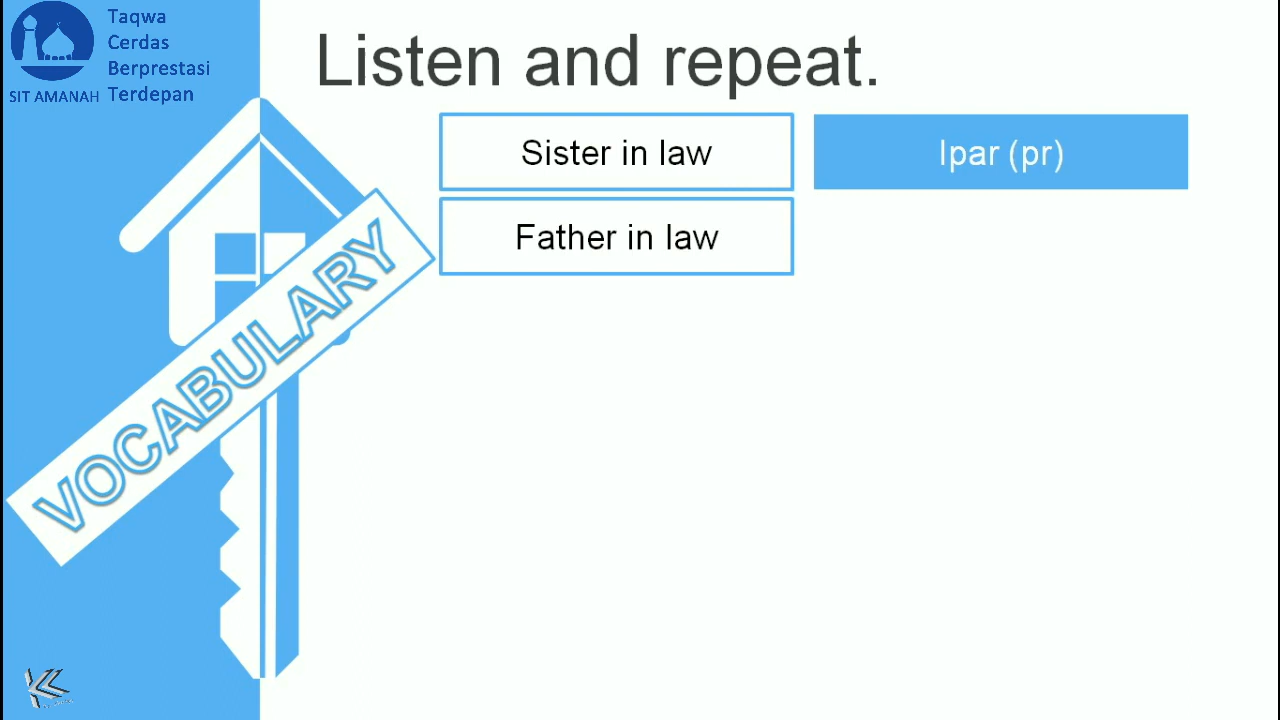 Taqwa
Cerdas
Berprestasi
SIT AMANAH Terdepan
Listen and repeat.
Sister in law
Ipar (pr)
Father in law
VOCABULARY